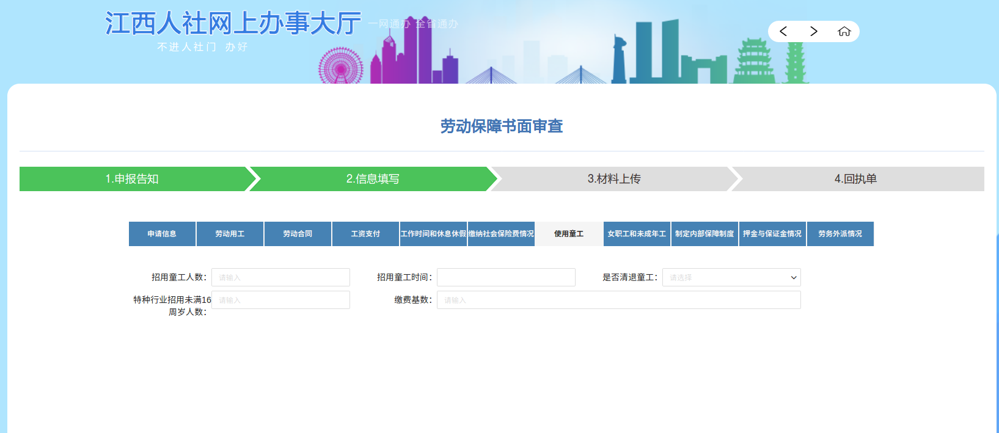 江西人社网上办事大厅 一网通办 全省通办
不进人社门 办好
劳动保障书面审查
1.申报告知 2.信息填写 3.材料上传 4.回执单
申请信息 劳动用工 劳动合同 工资支付 工作时间和休息休假 缴纳社会保险费情况 使用童工 女职工和未成年工 制定内部保障制度 押金与保证金情况 劳务外派情况
招用童工人数： 请输入 招用童工时间： 是否清退童工： 请选择
特种行业招用未满16 请输入 缴费基数： 请输入
周岁人数：